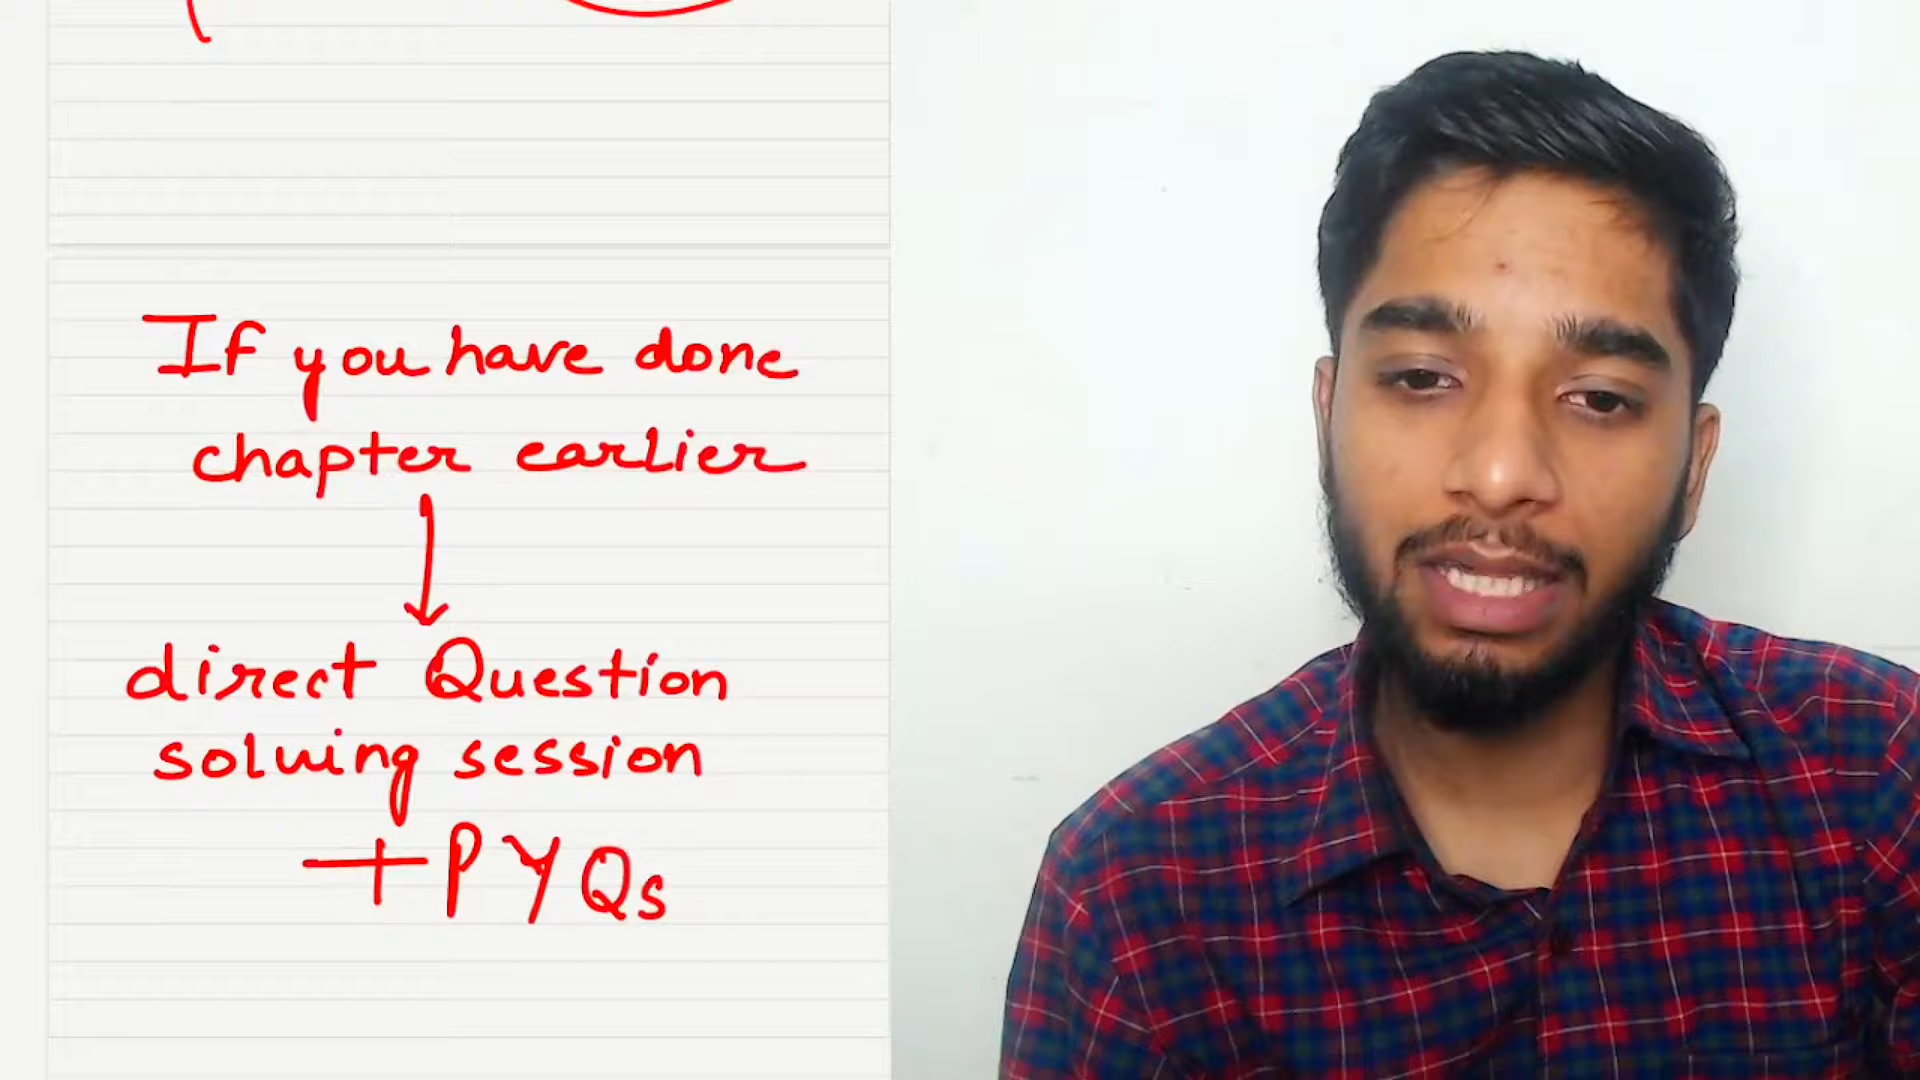 If you have done
chapter earlier
direct Question
solving session
+ PYQs